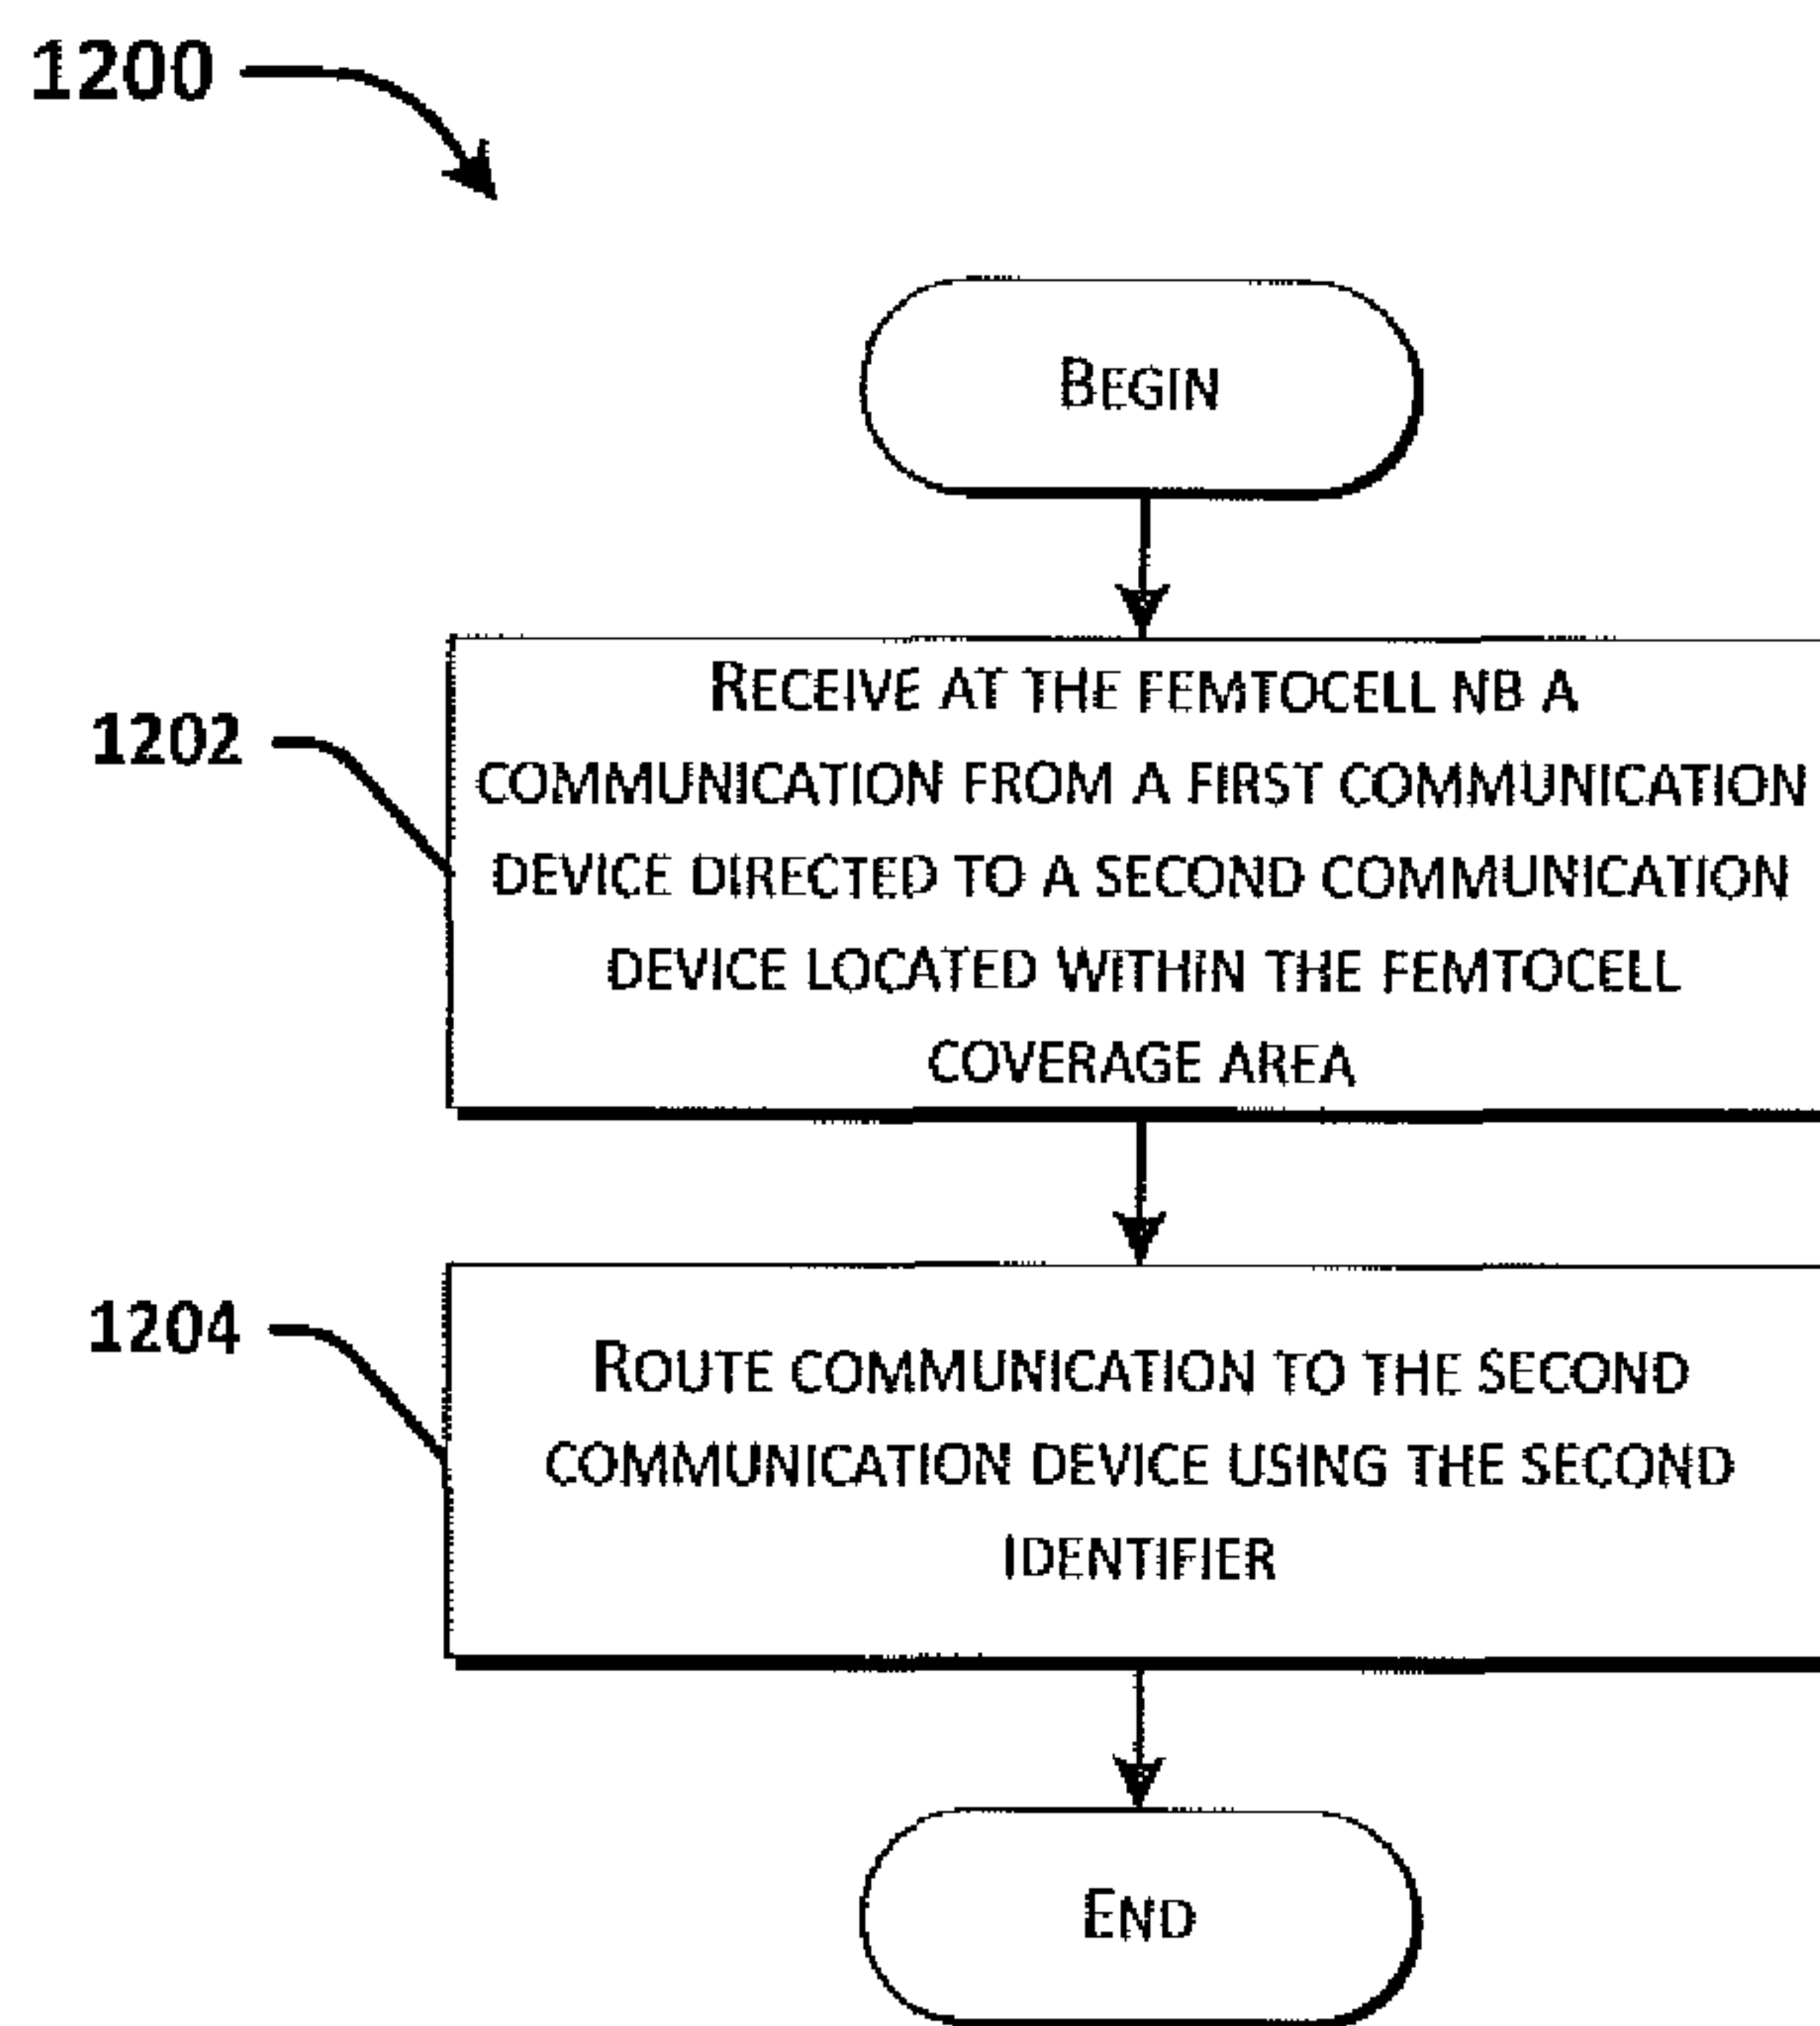 1200
BEGIN
1202
RECEIVE AT THE FEMTOCELL NB A
COMMUNICATION FROM A FIRST COMMUNICATION
DEVICE DIRECTED TO A SECOND COMMUNICATION
DEVICE LOCATED WITHIN THE FEMTOCELL
COVERAGE AREA
1204
ROUTE COMMUNICATION TO THE SECOND
COMMUNICATION DEVICE USING THE SECOND
IDENTIFIER
END